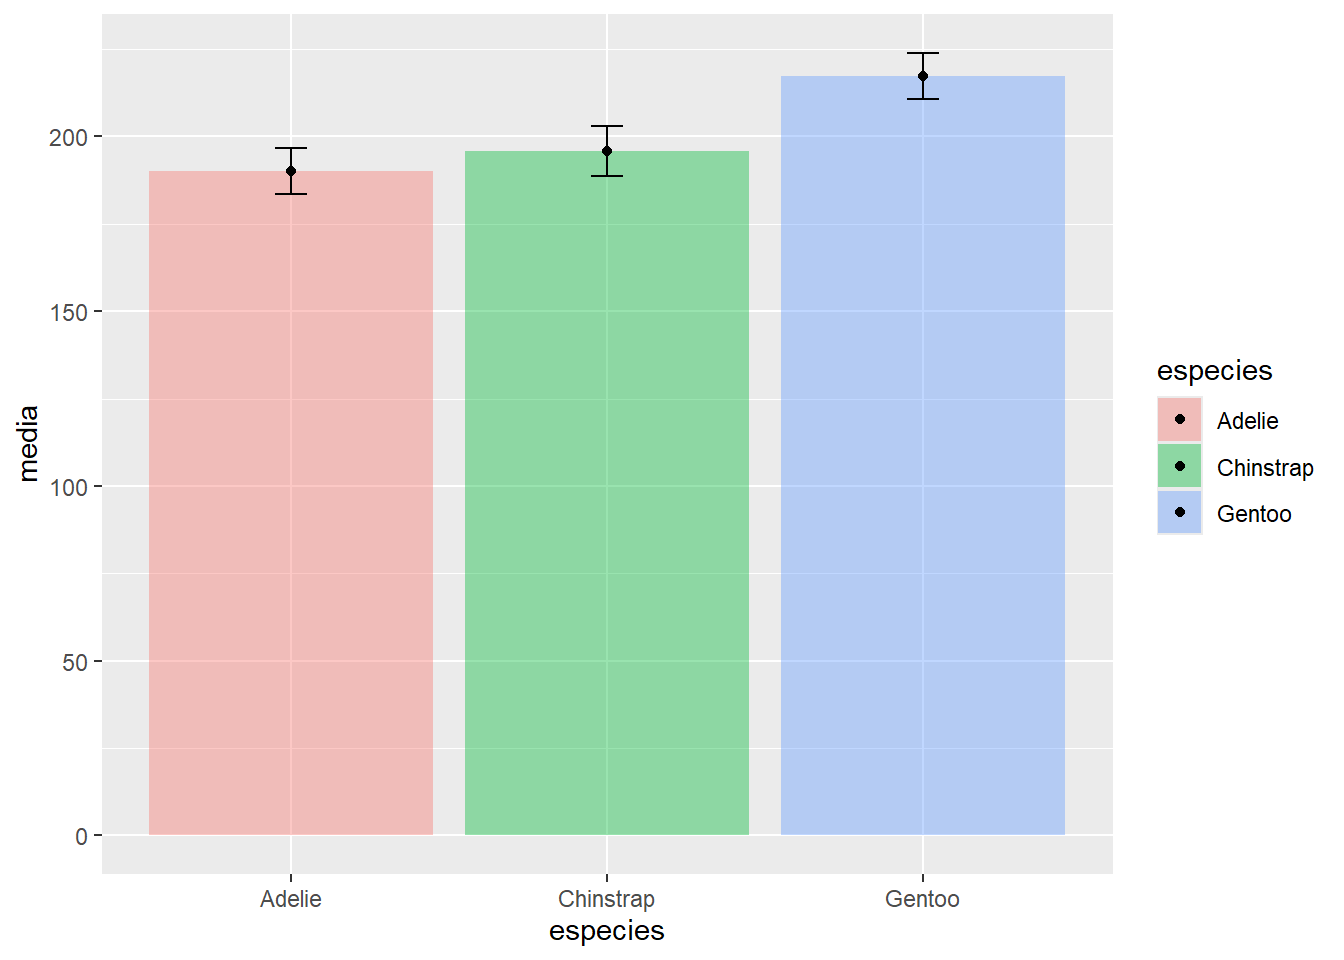 media
200
150
100
50
0
Adelie
Chinstrap
Gentoo
especies
especies
Adelie
Chinstrap
Gentoo